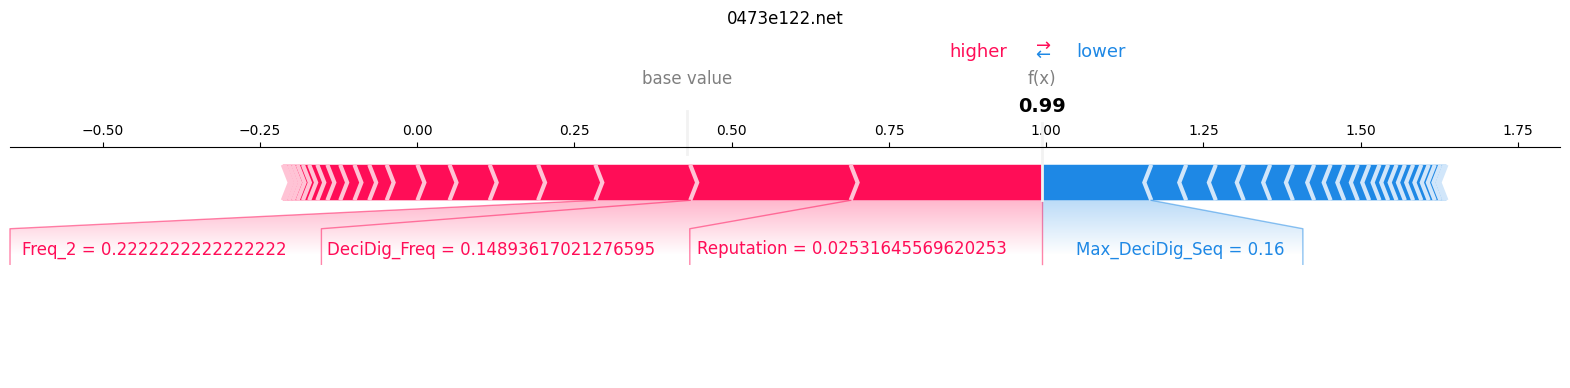 0473e122.net
higher → ← lower
base value f(x)
0.99
−0.50 −0.25 0.00 0.25 0.50 0.75 1.00 1.25 1.50 1.75
Freq_2 = 0.2222222222222222 DeciDig_Freq = 0.14893617021276595 Reputation = 0.02531645569620253 Max_DeciDig_Seq = 0.16